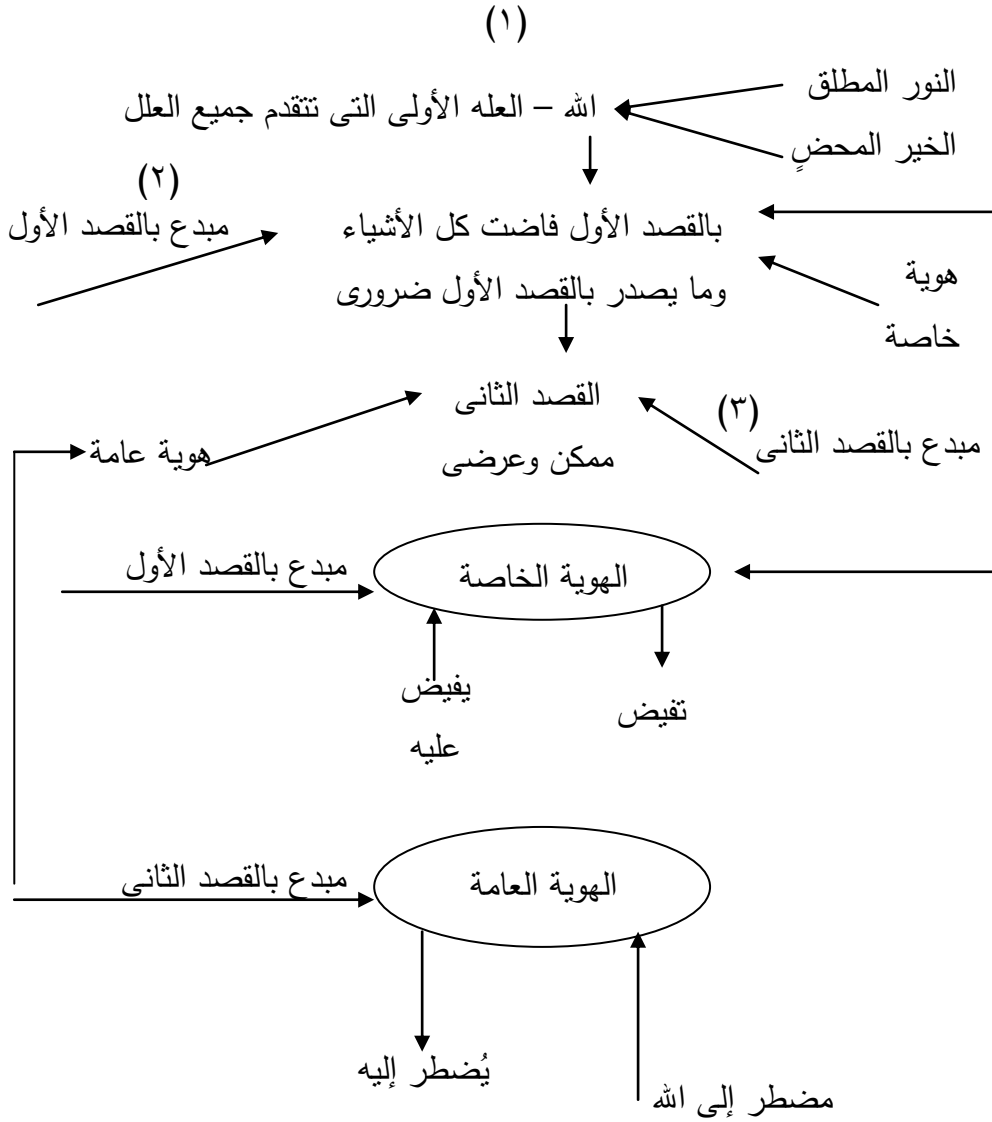 (١)
النور المطلق
الله – العله الأولى التى تتقدم جميع العلل
الخير المحضٍ
(٢)
بالقصد الأول فاضت كل الأشياء
مبدع بالقصد الأول
هوية
خاصة
وما يصدر بالقصد الأول ضرورى
القصد الثانى
(٣)
مبدع بالقصد الثانى
ممكن وعرضى
هوية عامة
الهوية الخاصة
مبدع بالقصد الأول
تفيض
يفيض
عليه
الهوية العامة
مبدع بالقصد الثانى
يُضطر إليه
مضطر إلى الله